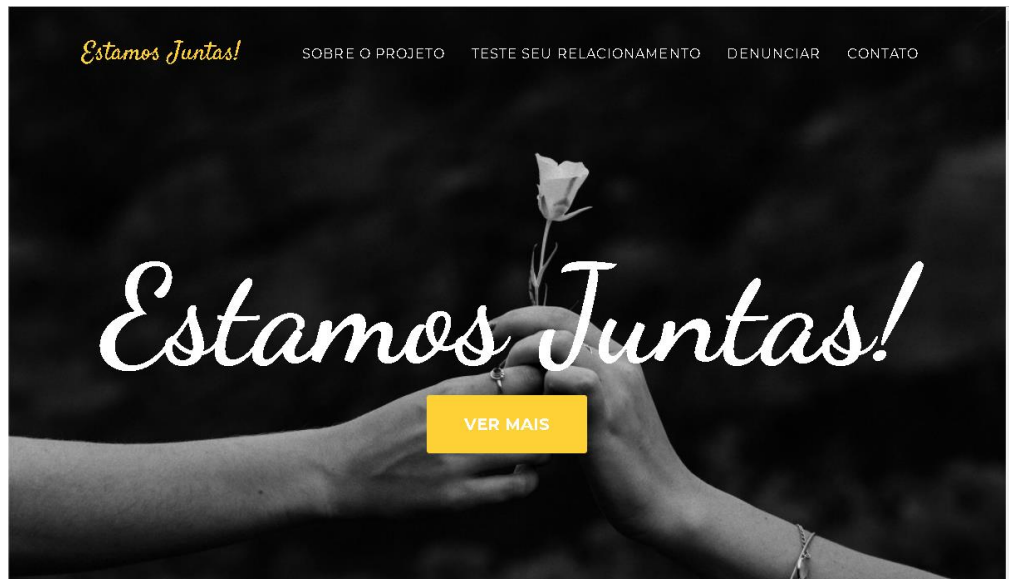 Estamos Juntas!
SOBRE O PROJETO TESTE SEU RELACIONAMENTO DENUNCIAR CONTATO
Estamos Juntas!
VER MAIS